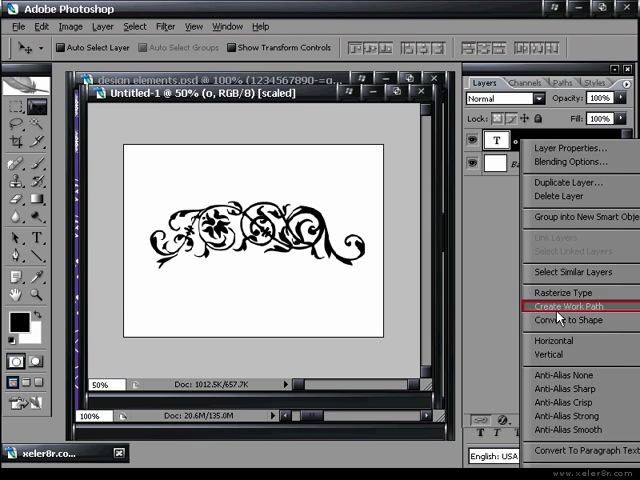 Adobe Photoshop
File Edit Image Layer Select Filter View Window Help
Auto Select Layer Auto Select Groups Show Transform Controls
design elements.psd @ 100% (1234567890-=q...
Untitled-1 @ 50% (o, RGB/8) [scaled]
Layers Channels Paths Styles
Normal Opacity: 100%
Lock: Fill: 100%
T o
Layer Properties...
Blending Options...
Duplicate Layer...
Delete Layer
Group into New Smart Obje
Link Layers
Select Linked Layers
Select Similar Layers
Rasterize Type
Create Work Path
Convert to Shape
Horizontal
Vertical
Anti-Alias None
Anti-Alias Sharp
Anti-Alias Crisp
Anti-Alias Strong
Anti-Alias Smooth
Convert To Paragraph Text
50% Doc: 1012.5K/657.7K
100% Doc: 20.6M/135.0M
T T
English: USA
xeler8r.co...
www.xeler8r.com